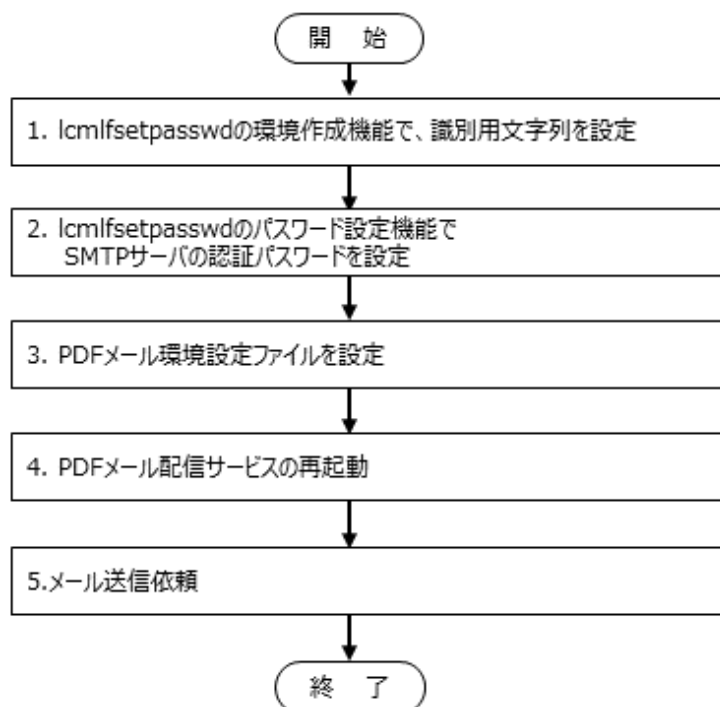 開 始
1. lcmlfsetpasswdの環境作成機能で、識別用文字列を設定
2. lcmlfsetpasswdのパスワード設定機能で
SMTPサーバの認証パスワードを設定
3. PDFメール環境設定ファイルを設定
4. PDFメール配信サービスの再起動
5.メール送信依頼
終 了